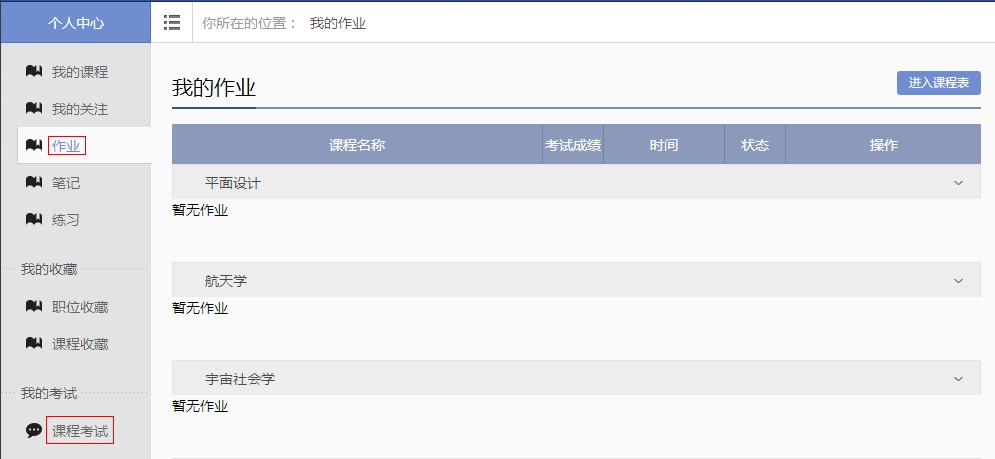 个人中心
你所在的位置： 我的作业
我的课程
我的关注
作业
笔记
练习
我的收藏
职位收藏
课程收藏
我的考试
课程考试
我的作业
进入课程表
课程名称 考试成绩 时间 状态 操作
平面设计
暂无作业
航天学
暂无作业
宇宙社会学
暂无作业